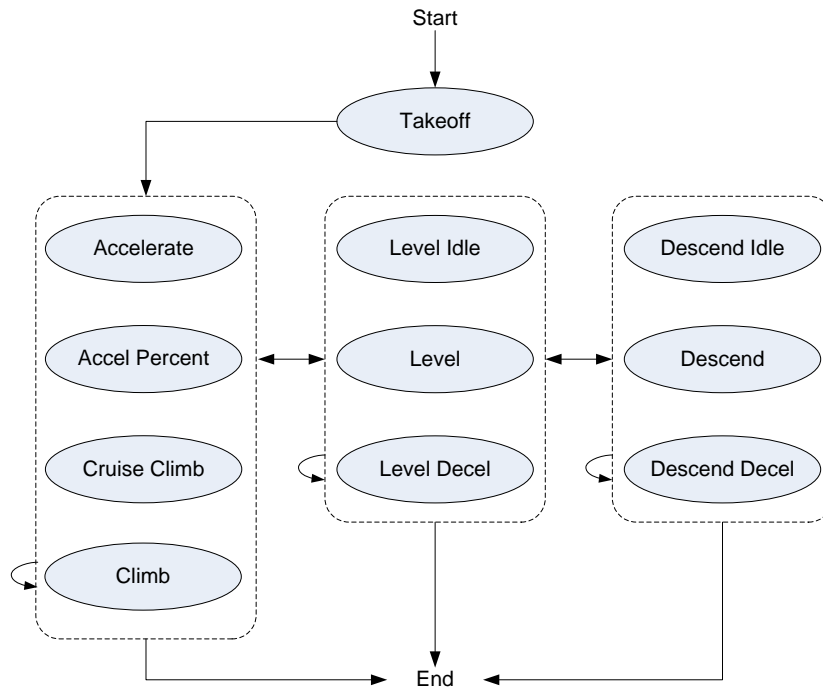 Start
Takeoff
Accelerate
Level Idle
Descend Idle
Accel Percent
Level
Descend
Cruise Climb
Level Decel
Descend Decel
Climb
End